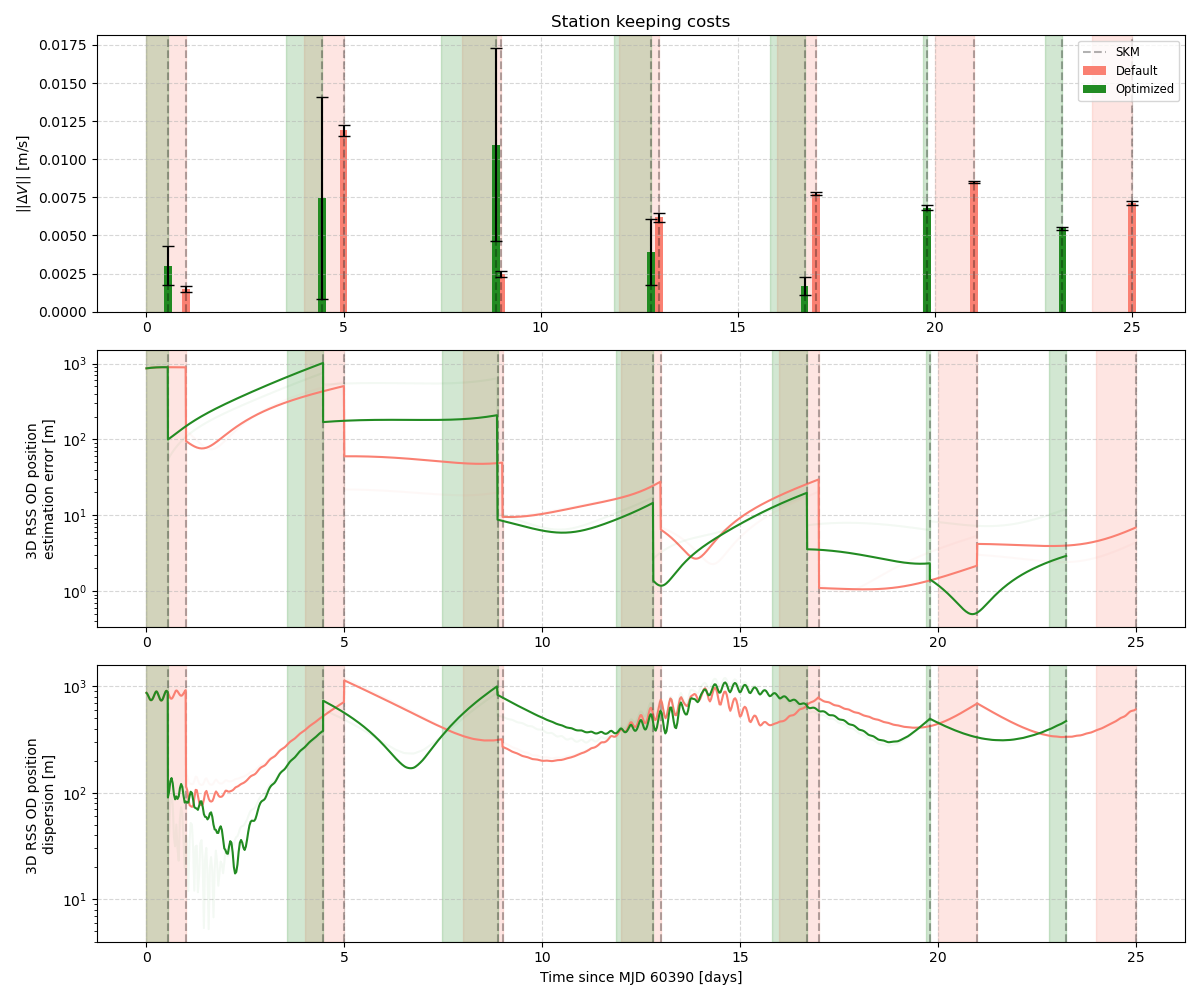 Station keeping costs
||ΔV|| [m/s]
0.0175
0.0150
0.0125
0.0100
0.0075
0.0050
0.0025
0.0000
SKM
Default
Optimized
0 5 10 15 20 25
3D RSS OD position
estimation error [m]
10³
10²
10¹
10⁰
0 5 10 15 20 25
3D RSS OD position
dispersion [m]
10³
10²
10¹
0 5 10 15 20 25
Time since MJD 60390 [days]